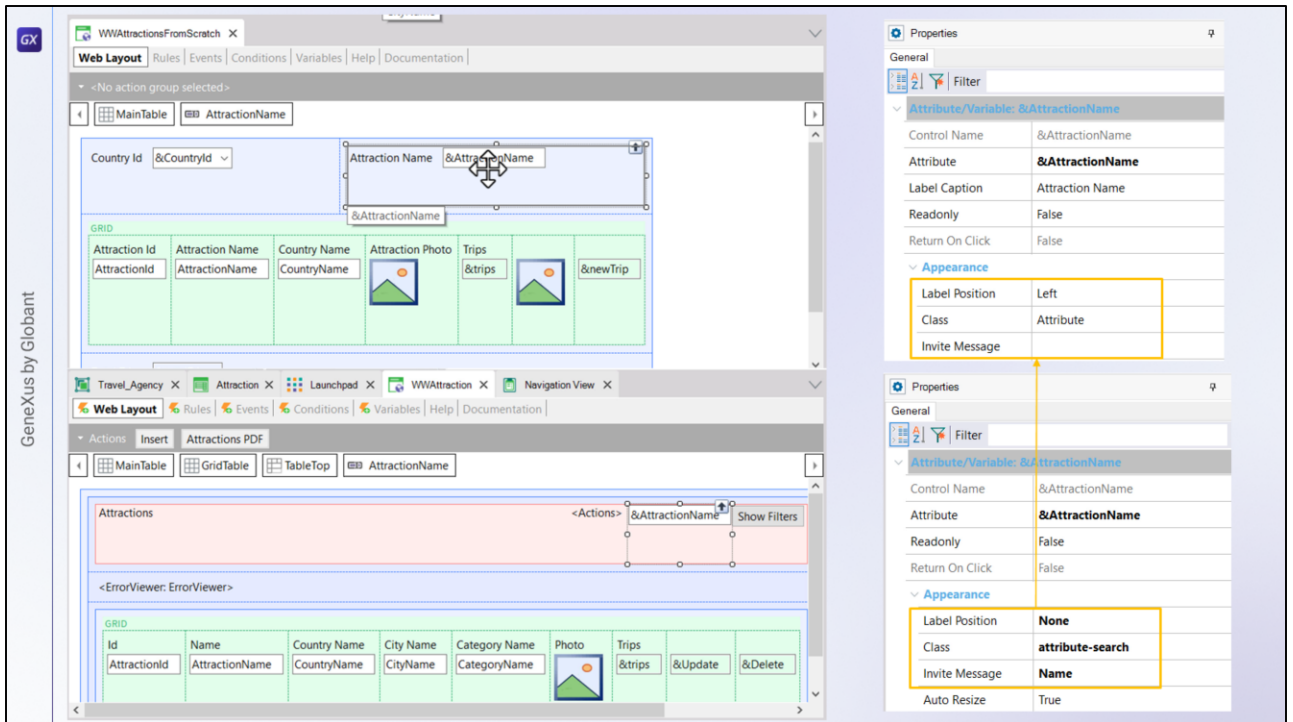 GX
GeneXus by Globant
CityName
WWAttractionsFromScratch X
Web Layout Rules Events Conditions Variables Help Documentation
<No action group selected>
MainTable AttractionName
Country Id &CountryId Attraction Name &AttractionName
&AttractionName
GRID
Attraction Id Attraction Name Country Name Attraction Photo Trips
AttractionId AttractionName CountryName &trips &newTrip
Travel_Agency X Attraction X Launchpad X WWAttraction X Navigation View X
Web Layout Rules Events Conditions Variables Help Documentation
Actions Insert Attractions PDF
MainTable GridTable TableTop AttractionName
Attractions <Actions> &AttractionName Show Filters
<ErrorViewer: ErrorViewer>
GRID
Id Name Country Name City Name Category Name Photo Trips
AttractionId AttractionName CountryName CityName CategoryName &trips &Update &Delete
Properties
General
Filter
Attribute/Variable: &AttractionName
Control Name &AttractionName
Attribute &AttractionName
Label Caption Attraction Name
Readonly False
Return On Click False
Appearance
Label Position Left
Class Attribute
Invite Message
Properties
General
Filter
Attribute/Variable: &AttractionName
Control Name &AttractionName
Attribute &AttractionName
Readonly False
Return On Click False
Appearance
Label Position None
Class attribute-search
Invite Message Name
Auto Resize True